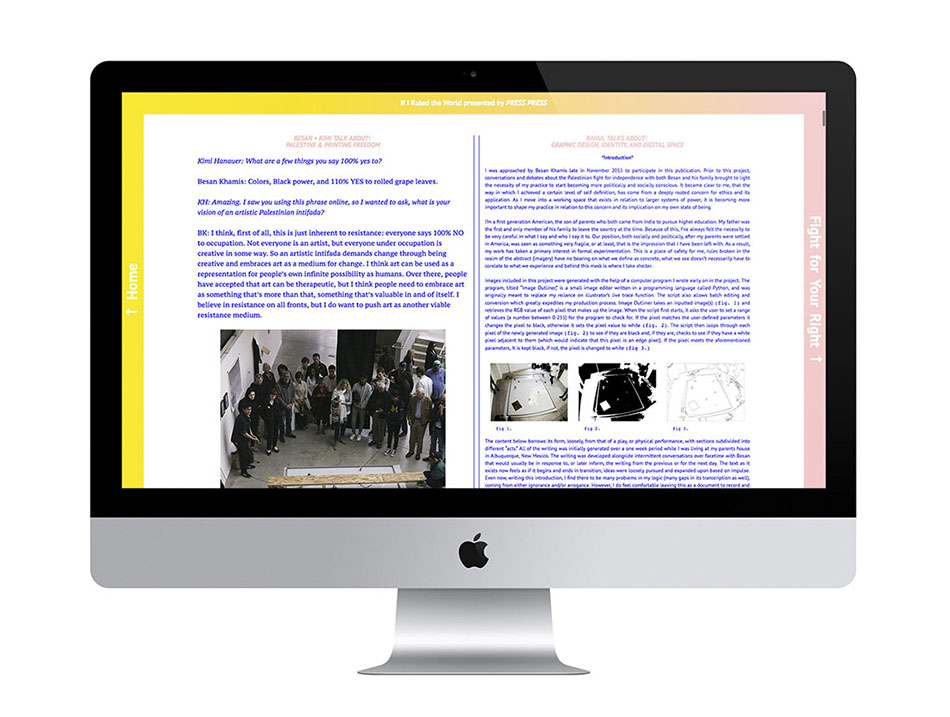 If I Ruled the World presented by PRESS PRESS
↑ Home
BESAN + KIMI TALK ABOUT:
PALESTINE & PRINTING FREEDOM
Kimi Hanauer: What are a few things you say 100% yes to?
Besan Khamis: Colors, Black power, and 110% YES to rolled grape leaves.
KH: Amazing. I saw you using this phrase online, so I wanted to ask, what is your
vision of an artistic Palestinian intifada?
BK: I think, first of all, this is just inherent to resistance: everyone says 100% NO
to occupation. Not everyone is an artist, but everyone under occupation is
creative in some way. So an artistic intifada demands change through being
creative and embraces art as a medium for change. I think art can be used as a
representation for people's own infinite possibility as humans. Over there, people
have accepted that art can be therapeutic, but I think people need to embrace art
as something that's more than that, something that's valuable in and of itself. I
believe in resistance on all fronts, but I do want to push art as another viable
resistance medium.
RAHUL TALKS ABOUT:
GRAPHIC DESIGN, IDENTITY, AND DIGITAL SPACE
"Introduction"
I was approached by Besan Khamis late in November 2015 to participate in this publication. Prior to this project,
conversations and debates about the Palestinian fight for independence with both Besan and his family brought to light
the necessity of my practice to start becoming more politically and socially conscious. It became clear to me, that the
way in which I achieved a certain level of self definition, as human, comes from a deeply rooted concern for ethics and its
application. As I move into a working space that exists in relation to larger systems of power, it is becoming more
important to shape my practice in relation to this concern and its implication on my own state of being.
I'm a first generation American, the son of parents who both came from India to pursue higher education. My father was
the first and only member of his family to leave the country at the time. Because of this, I've always felt the necessity to
be very careful in what I say and who I say it to. Our position, both socially and politically, after my parents were settled
in America, was seen as something very fragile, or at least, that is the impression that I have been left with. As a result,
my work has taken a primary interest in formal experimentation. This is a place of safety for me, rules broken in the
realm of the abstract (imagery) have no bearing on what we define as concrete, what we see doesn't necessarily have to
corelate to what we experience and behind this mask is where I take shelter.
Images included in this project were generated with the help of a computer program I wrote early on in the project. The
program, titled "Image Outliner," is a small image editor written in a programming language called Python, and was
originally meant to replace my reliance on illustrator's live trace function. The script also allows batch editing and
conversion which greatly expedites my production process. Image Outliner takes an inputted image(s) (fig. 1) and
retrieves the RGB value of each pixel that makes up the image. When the script first starts, it asks the user to set a range
of values (a number between 0-255) for the program to check for. If the pixel matches the user-defined parameters it
changes the pixel to black, otherwise it sets the pixel value to white (fig. 2). The script then loops through each
pixel of the newly generated image (fig. 2) to see if they are black and, if they are, checks to see if they have a white
pixel adjacent to them (which would indicate that this pixel is an edge pixel). If the pixel meets the aforementioned
parameters, it is kept black, if not, the pixel is changed to white (fig 3.)
fig 1.
fig 2.
fig 3.
The content below borrows its form, loosely, from that of a play, or physical performance, with sections subdivided into
different "acts." All of the writing was initially generated over a one week period while I was living at my parents house
in Albuquerque, New Mexico. The writing was developed alongside intermittent conversations over facetime with Besan
that would usually be in response to, or later inform, the writing from the previous or for the next day. The text as it
exists now feels as if it begins and ends in transition, ideas were loosely pursued and expanded upon based on impulse.
Even now, writing this introduction, I find there to be many problems in my logic (many gaps in its transcription as well),
coming from either ignorance and/or arrogance. However, I do feel comfortable leaving this as a document to record and
Fight for Your Right ↑